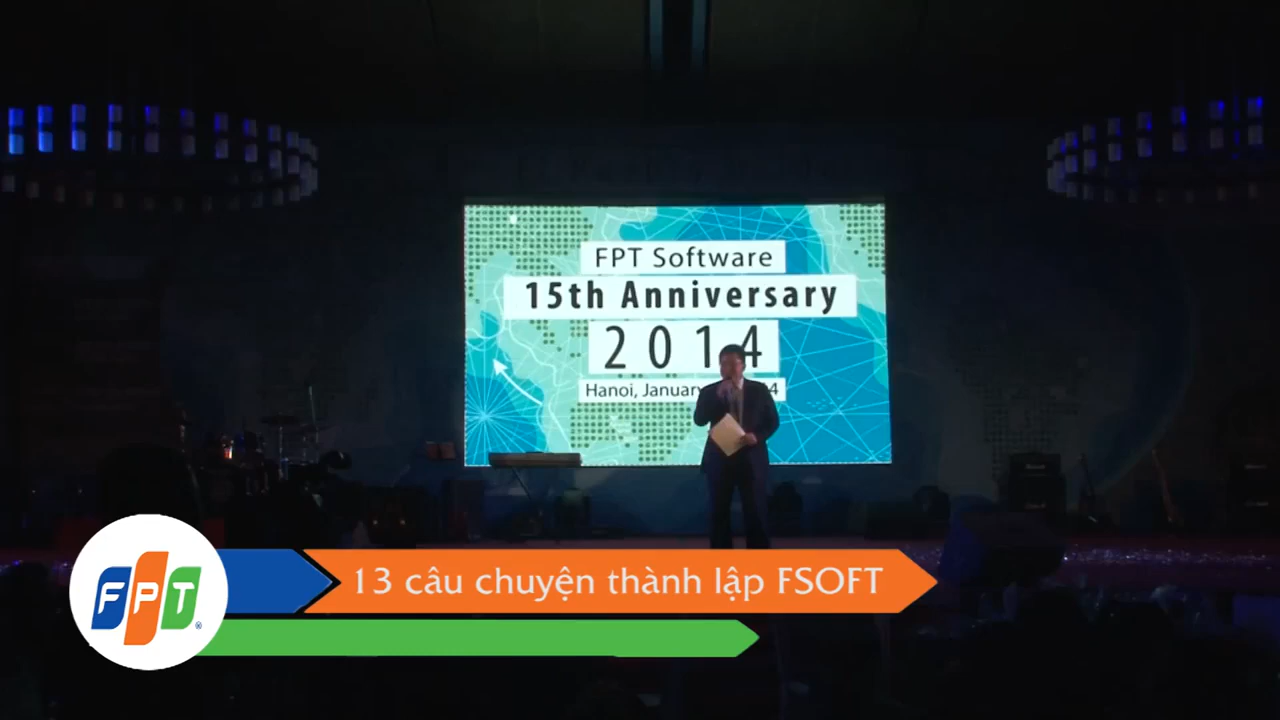 FPT Software
15th Anniversary
2014
Hanoi, January
13 câu chuyện thành lập FSOFT
FPT